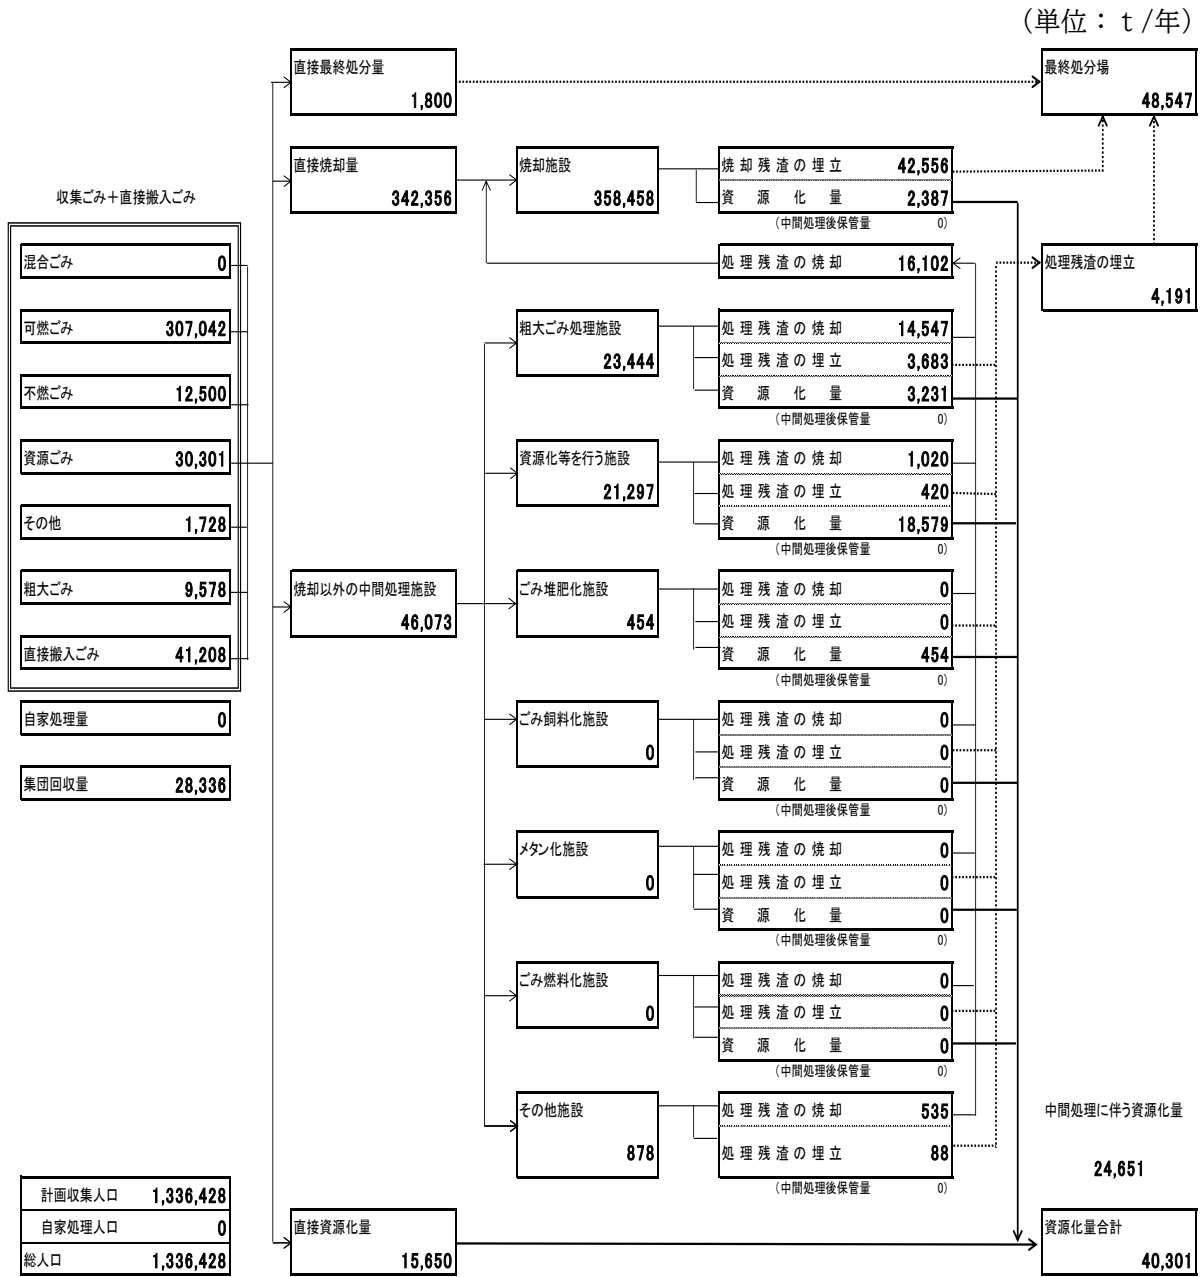 （単位：ｔ/年）
直接最終処分量
1,800
最終処分場
48,547
直接焼却量
342,356
焼却施設
358,458
焼却残渣の埋立 42,556
資源化量 2,387
（中間処理後保管量 0）
収集ごみ＋直接搬入ごみ
混合ごみ 0
処理残渣の焼却 16,102
処理残渣の埋立
4,191
可燃ごみ 307,042
粗大ごみ処理施設
23,444
処理残渣の焼却 14,547
処理残渣の埋立 3,683
資源化量 3,231
（中間処理後保管量 0）
不燃ごみ 12,500
資源ごみ 30,301
資源化等を行う施設
21,297
処理残渣の焼却 1,020
処理残渣の埋立 420
資源化量 18,579
（中間処理後保管量 0）
その他 1,728
粗大ごみ 9,578
直接搬入ごみ 41,208
焼却以外の中間処理施設
46,073
ごみ堆肥化施設
454
処理残渣の焼却 0
処理残渣の埋立 0
資源化量 454
（中間処理後保管量 0）
自家処理量 0
集団回収量 28,336
ごみ飼料化施設
0
処理残渣の焼却 0
処理残渣の埋立 0
資源化量 0
（中間処理後保管量 0）
メタン化施設
0
処理残渣の焼却 0
処理残渣の埋立 0
資源化量 0
（中間処理後保管量 0）
ごみ燃料化施設
0
処理残渣の焼却 0
処理残渣の埋立 0
資源化量 0
（中間処理後保管量 0）
その他施設
878
処理残渣の焼却 535
処理残渣の埋立 88
（中間処理後保管量 0）
中間処理に伴う資源化量
24,651
計画収集人口 1,336,428
自家処理人口 0
総人口 1,336,428
直接資源化量
15,650
資源化量合計
40,301